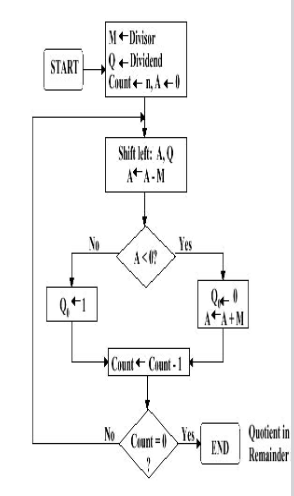 M ← Divisor
START
Q ← Dividend
Count ← n, A ← 0
Shift left: A, Q
A ← A - M
No
Yes
A < 0?
Q₀ ← 1
Q₀ ← 0
A ← A + M
Count ← Count - 1
No
Count = 0
?
Yes
END
Quotient in
Remainder